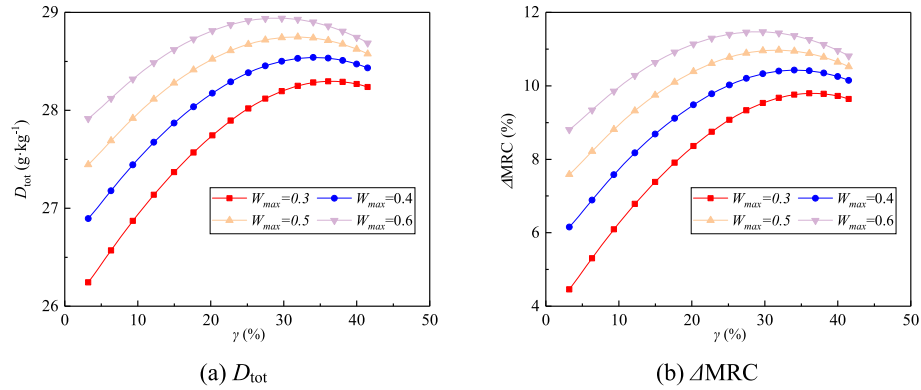 29
28
27
26
D_tot (g·kg⁻¹)
W_max=0.3 W_max=0.4
W_max=0.5 W_max=0.6
0 10 20 30 40 50
γ (%)
(a) D_tot
12
10
8
6
4
ΔMRC (%)
W_max=0.3 W_max=0.4
W_max=0.5 W_max=0.6
0 10 20 30 40 50
γ (%)
(b) ΔMRC